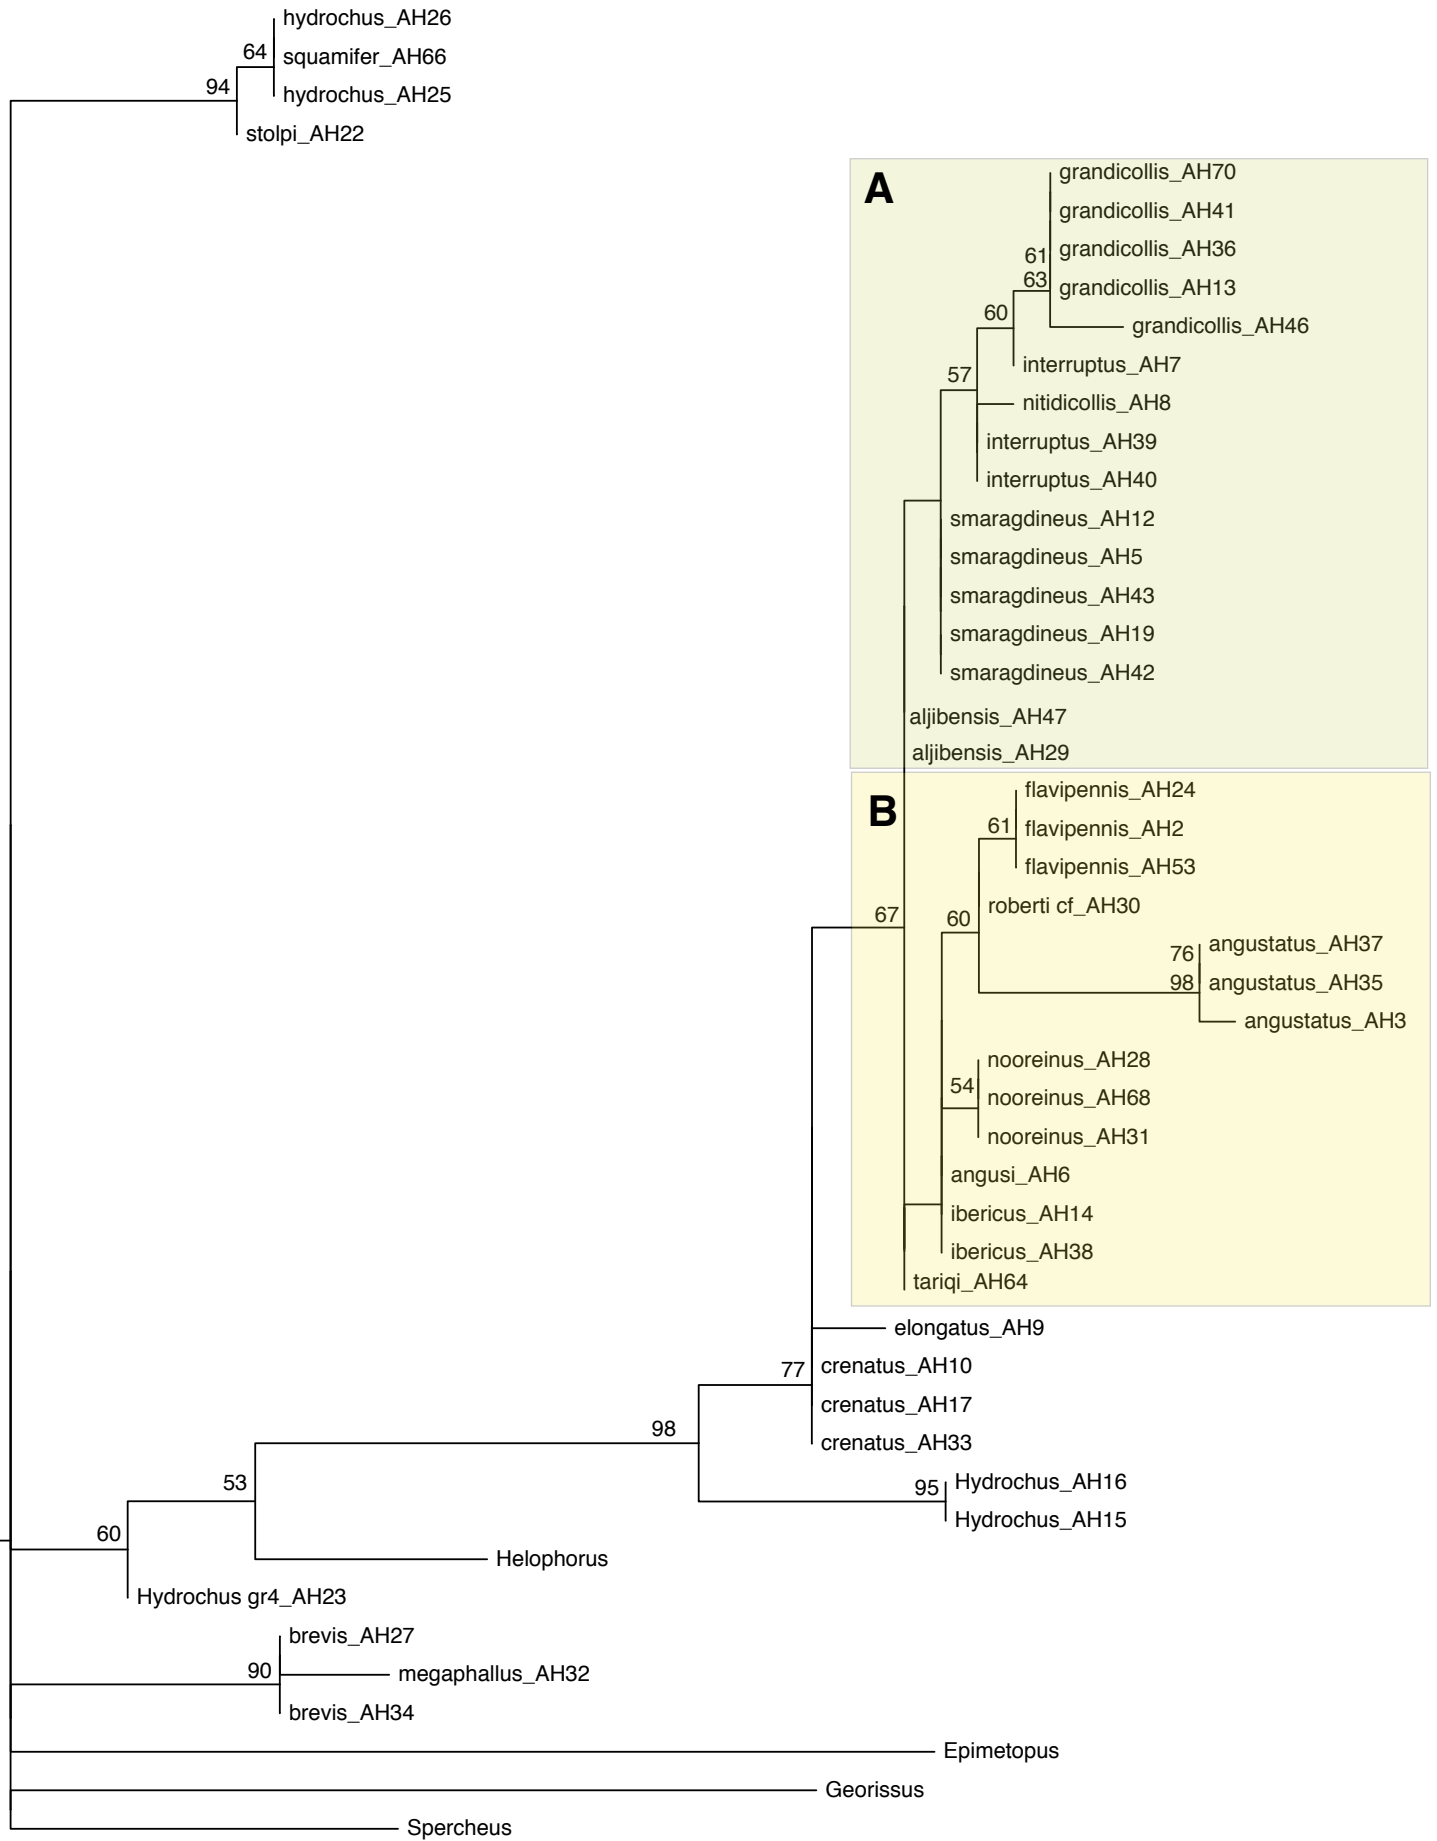 hydrochus_AH26
64
squamifer_AH66
94
hydrochus_AH25
stolpi_AH22
A
grandicollis_AH70
grandicollis_AH41
grandicollis_AH36
61
63
grandicollis_AH13
60
grandicollis_AH46
interruptus_AH7
57
nitidicollis_AH8
interruptus_AH39
interruptus_AH40
smaragdineus_AH12
smaragdineus_AH5
smaragdineus_AH43
smaragdineus_AH19
smaragdineus_AH42
aljibensis_AH47
aljibensis_AH29
B
flavipennis_AH24
61
flavipennis_AH2
flavipennis_AH53
roberti cf_AH30
67
60
angustatus_AH37
76
98
angustatus_AH35
angustatus_AH3
nooreinus_AH28
54
nooreinus_AH68
nooreinus_AH31
angusi_AH6
ibericus_AH14
ibericus_AH38
tariqi_AH64
elongatus_AH9
77
crenatus_AH10
crenatus_AH17
98
crenatus_AH33
53
95
Hydrochus_AH16
Hydrochus_AH15
60
Helophorus
Hydrochus gr4_AH23
brevis_AH27
90
megaphallus_AH32
brevis_AH34
Epimetopus
Georissus
Spercheus